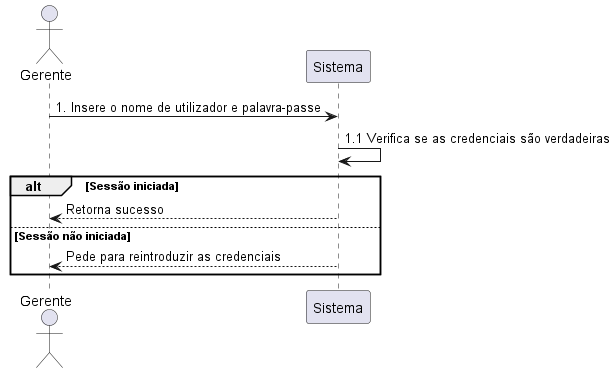 Gerente
Sistema
1. Insere o nome de utilizador e palavra-passe
1.1 Verifica se as credenciais são verdadeiras
alt [Sessão iniciada]
Retorna sucesso
[Sessão não iniciada]
Pede para reintroduzir as credenciais
Gerente
Sistema